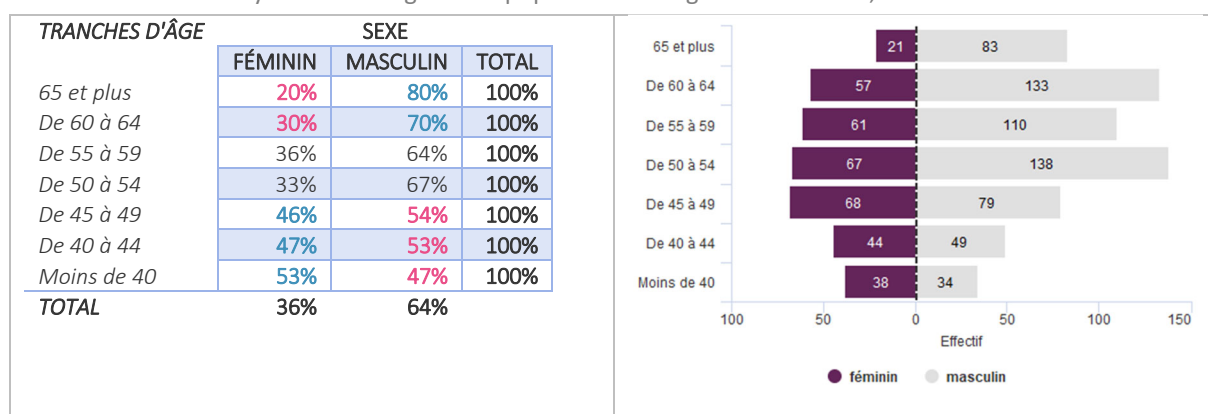 TRANCHES D'ÂGE SEXE
FÉMININ MASCULIN TOTAL
65 et plus 20% 80% 100%
De 60 à 64 30% 70% 100%
De 55 à 59 36% 64% 100%
De 50 à 54 33% 67% 100%
De 45 à 49 46% 54% 100%
De 40 à 44 47% 53% 100%
Moins de 40 53% 47% 100%
TOTAL 36% 64%
65 et plus 21 83
De 60 à 64 57 133
De 55 à 59 61 110
De 50 à 54 67 138
De 45 à 49 68 79
De 40 à 44 44 49
Moins de 40 38 34
100 50 0 50 100 150
Effectif
féminin masculin